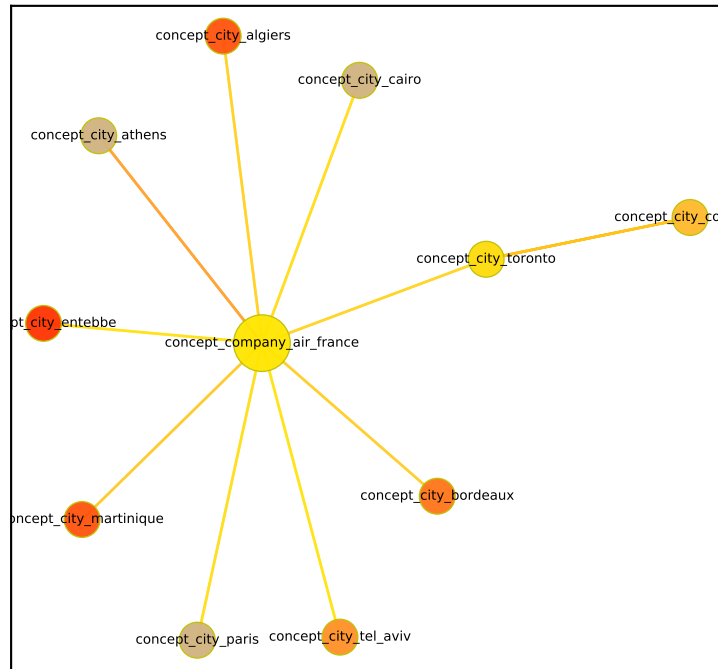 concept_city_algiers
concept_city_cairo
concept_city_athens
concept_city_co
concept_city_toronto
pt_city_entebbe
concept_company_air_france
concept_city_bordeaux
oncept_city_martinique
concept_city_paris
concept_city_tel_aviv